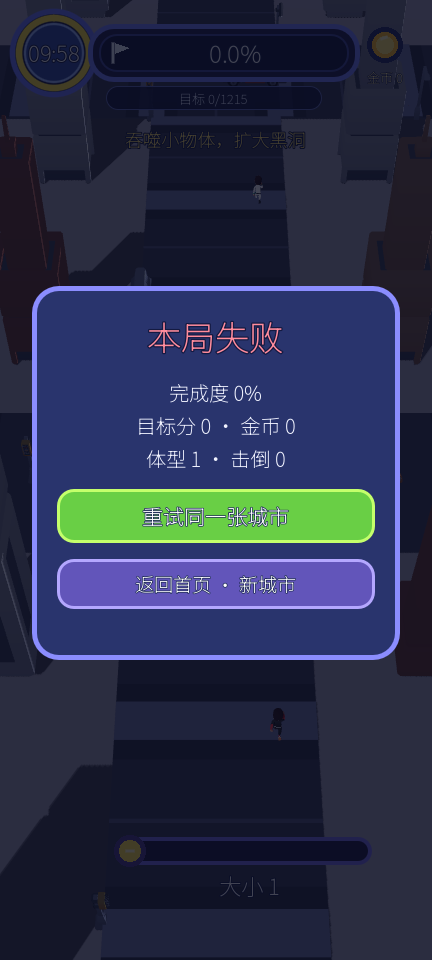 09:58
0.0%
目标 0/1215
吞噬小物体，扩大黑洞
本局失败
完成度 0%
目标分 0 · 金币 0
体型 1 · 击倒 0
重试同一张城市
返回首页 · 新城市
大小 1